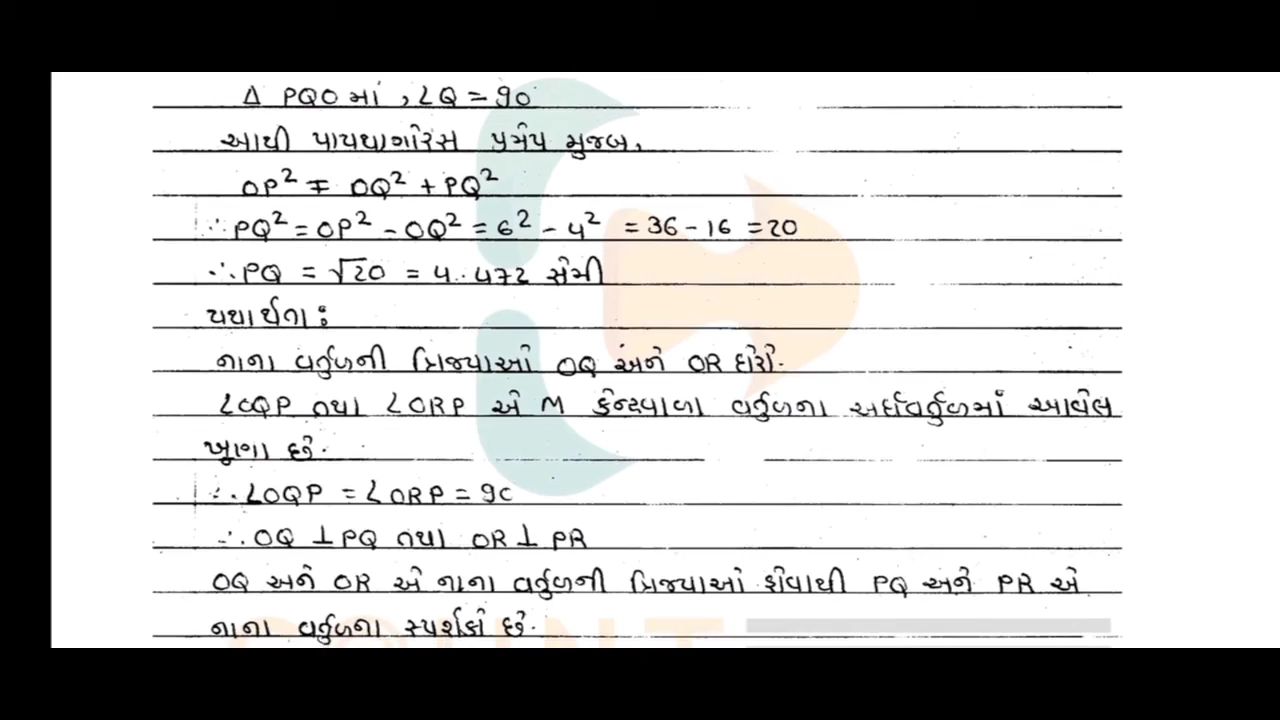 Δ PQO માં , ∠Q = 90
આથી પાયથાગોરસ પ્રમેય મુજબ,
OP² = OQ² + PQ²
∴ PQ² = OP² - OQ² = 6² - 4² = 36 - 16 = 20
∴ PQ = √20 = 4.472 સેમી
યથાર્થતા :
નાના વર્તુળની ત્રિજ્યાઓ OQ અને OR દોરો.
∠OQP તથા ∠ORP એ M કેન્દ્રવાળા વર્તુળના અર્ધવર્તુળમાં આવેલ
ખૂણા છે.
∴ ∠OQP = ∠ORP = 90
∴ OQ ⊥ PQ તથા OR ⊥ PR
OQ અને OR એ નાના વર્તુળની ત્રિજ્યાઓ હોવાથી PQ અને PR એ
નાના વર્તુળના સ્પર્શકો છે.